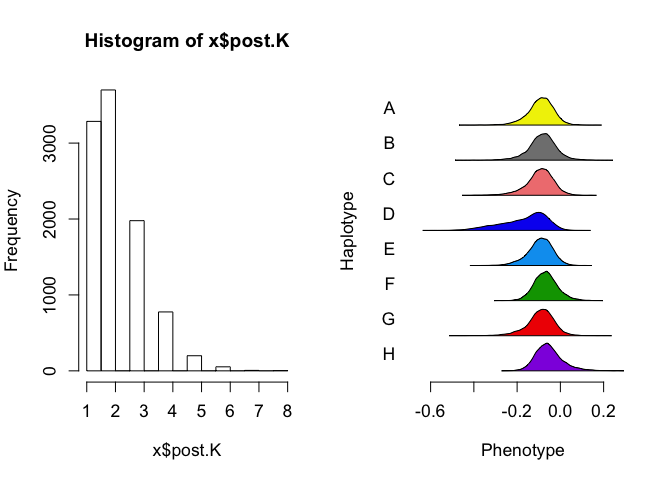 Histogram of x$post.K
Frequency
0
1000
2000
3000
1 2 3 4 5 6 7 8
x$post.K
Haplotype
A
B
C
D
E
F
G
H
-0.6 -0.2 0.0 0.2
Phenotype